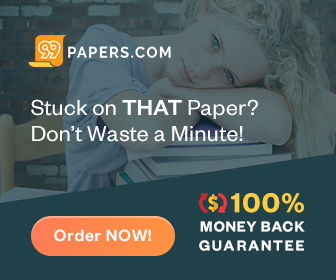 99 PAPERS.COM
Stuck on THAT Paper?
Don't Waste a Minute!
($) 100%
MONEY BACK
GUARANTEE
Order NOW!